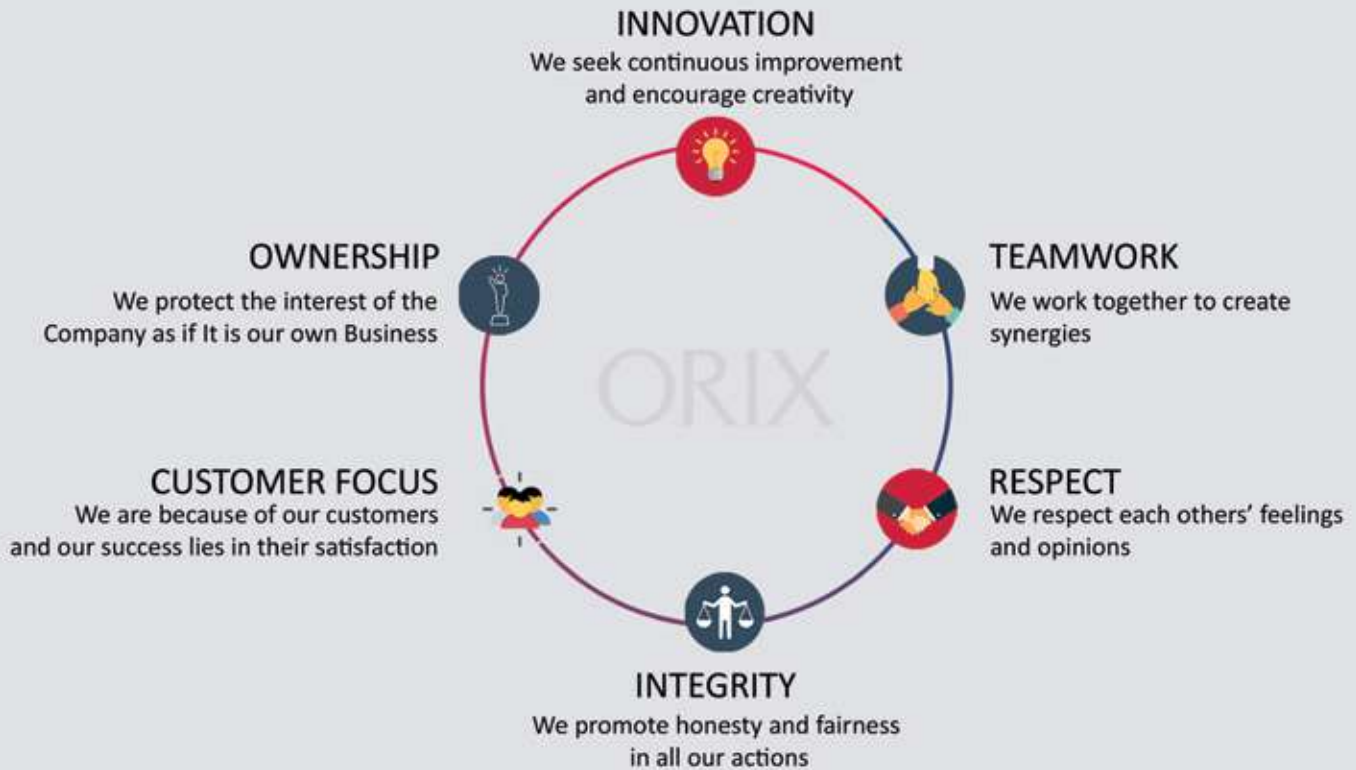 INNOVATION
We seek continuous improvement
and encourage creativity
OWNERSHIP
We protect the interest of the
Company as if It is our own Business
TEAMWORK
We work together to create
synergies
ORIX
CUSTOMER FOCUS
We are because of our customers
and our success lies in their satisfaction
RESPECT
We respect each others' feelings
and opinions
INTEGRITY
We promote honesty and fairness
in all our actions